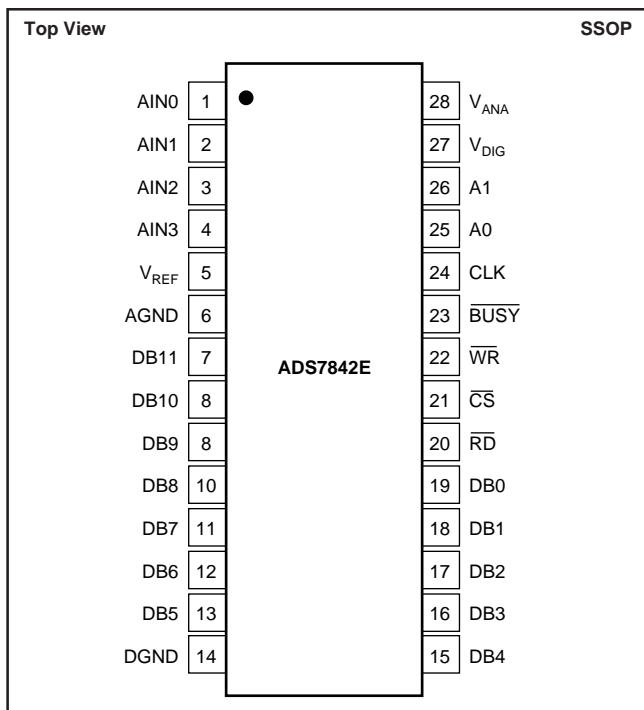 Top View SSOP
AIN0 1 28 VANA
AIN1 2 27 VDIG
AIN2 3 26 A1
AIN3 4 25 A0
VREF 5 24 CLK
AGND 6 23 BUSY
DB11 7 22 WR
ADS7842E
DB10 8 21 CS
DB9 8 20 RD
DB8 10 19 DB0
DB7 11 18 DB1
DB6 12 17 DB2
DB5 13 16 DB3
DGND 14 15 DB4